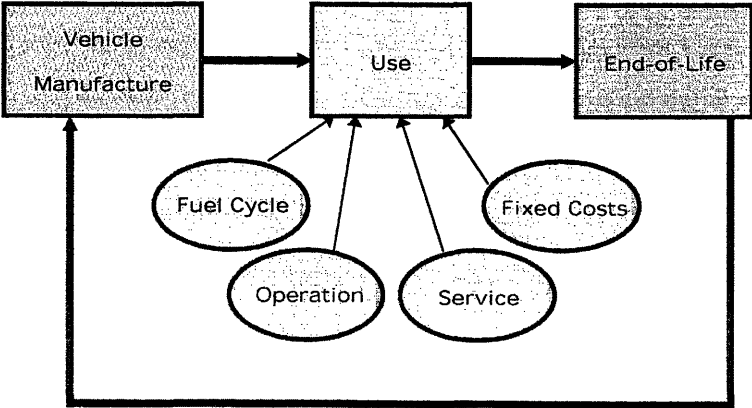 Vehicle
Manufacture
Use
End-of-Life
Fuel Cycle
Fixed Costs
Operation
Service